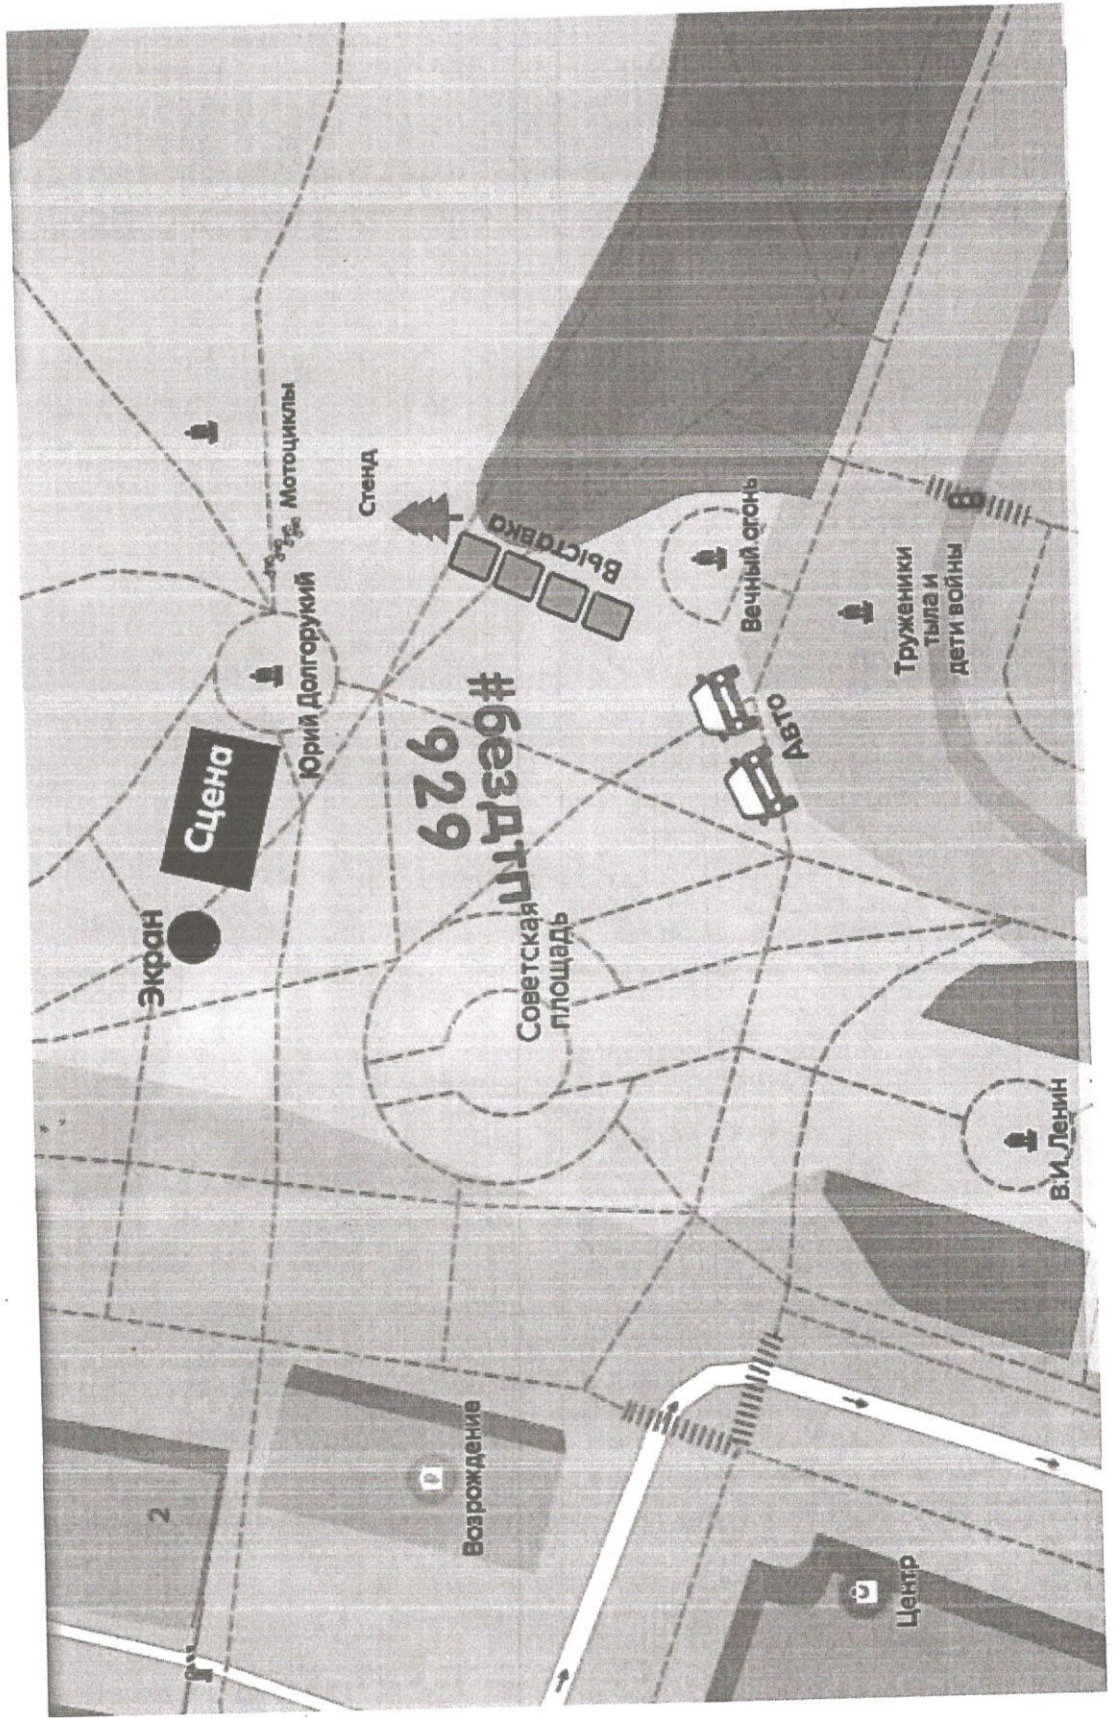 Экран
Сцена
Юрий Долгорукий
Мотоциклы
Стенд
#бездтп
929
Выставка
Советская
площадь
Вечный огонь
Авто
Труженики
тыла и
дети войны
В.И.Ленин
2
Возрождение
Центр